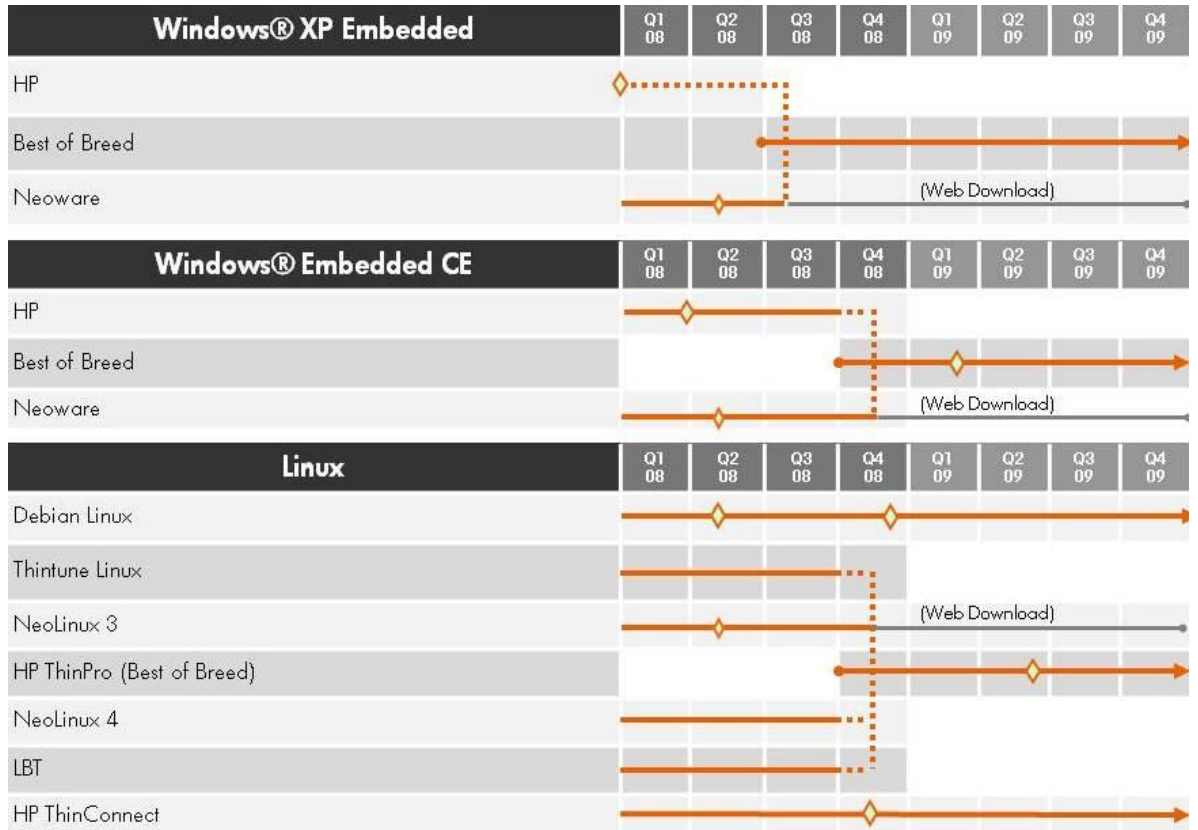 Windows® XP Embedded Q1 08 Q2 08 Q3 08 Q4 08 Q1 09 Q2 09 Q3 09 Q4 09
HP
Best of Breed
Neoware (Web Download)
Windows® Embedded CE Q1 08 Q2 08 Q3 08 Q4 08 Q1 09 Q2 09 Q3 09 Q4 09
HP
Best of Breed
Neoware (Web Download)
Linux Q1 08 Q2 08 Q3 08 Q4 08 Q1 09 Q2 09 Q3 09 Q4 09
Debian Linux
Thintune Linux
NeoLinux 3 (Web Download)
HP ThinPro (Best of Breed)
NeoLinux 4
LBT
HP ThinConnect